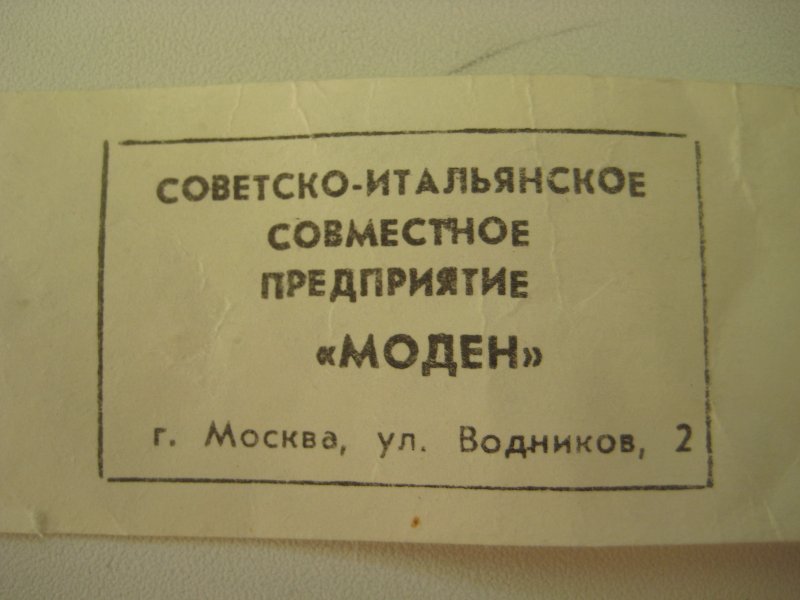 СОВЕТСКО-ИТАЛЬЯНСКОЕ
СОВМЕСТНОЕ
ПРЕДПРИЯТИЕ
«МОДЕН»
г. Москва, ул. Водников, 2